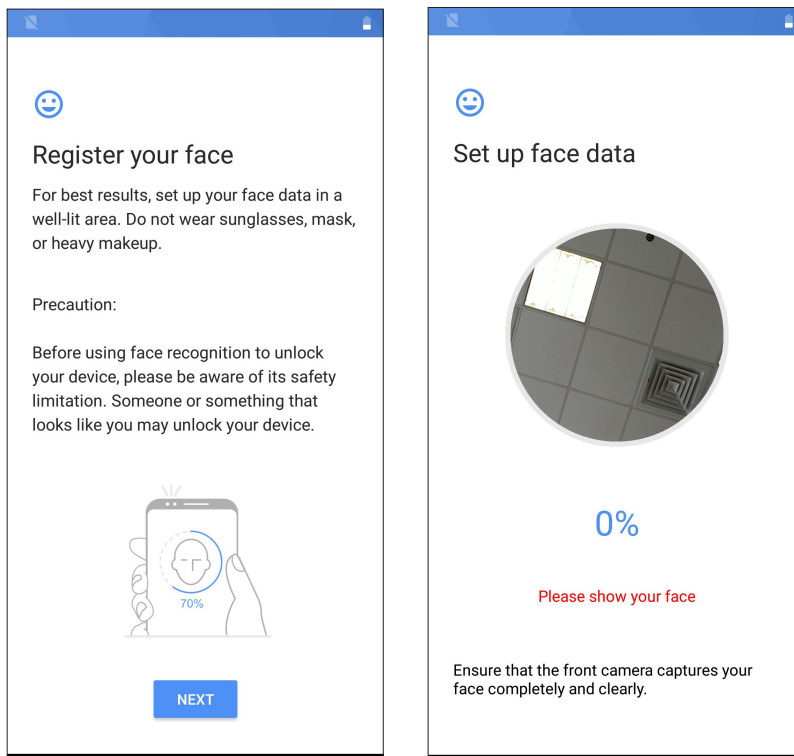 Register your face
For best results, set up your face data in a
well-lit area. Do not wear sunglasses, mask,
or heavy makeup.
Precaution:
Before using face recognition to unlock
your device, please be aware of its safety
limitation. Someone or something that
looks like you may unlock your device.
70%
NEXT
Set up face data
0%
Please show your face
Ensure that the front camera captures your
face completely and clearly.